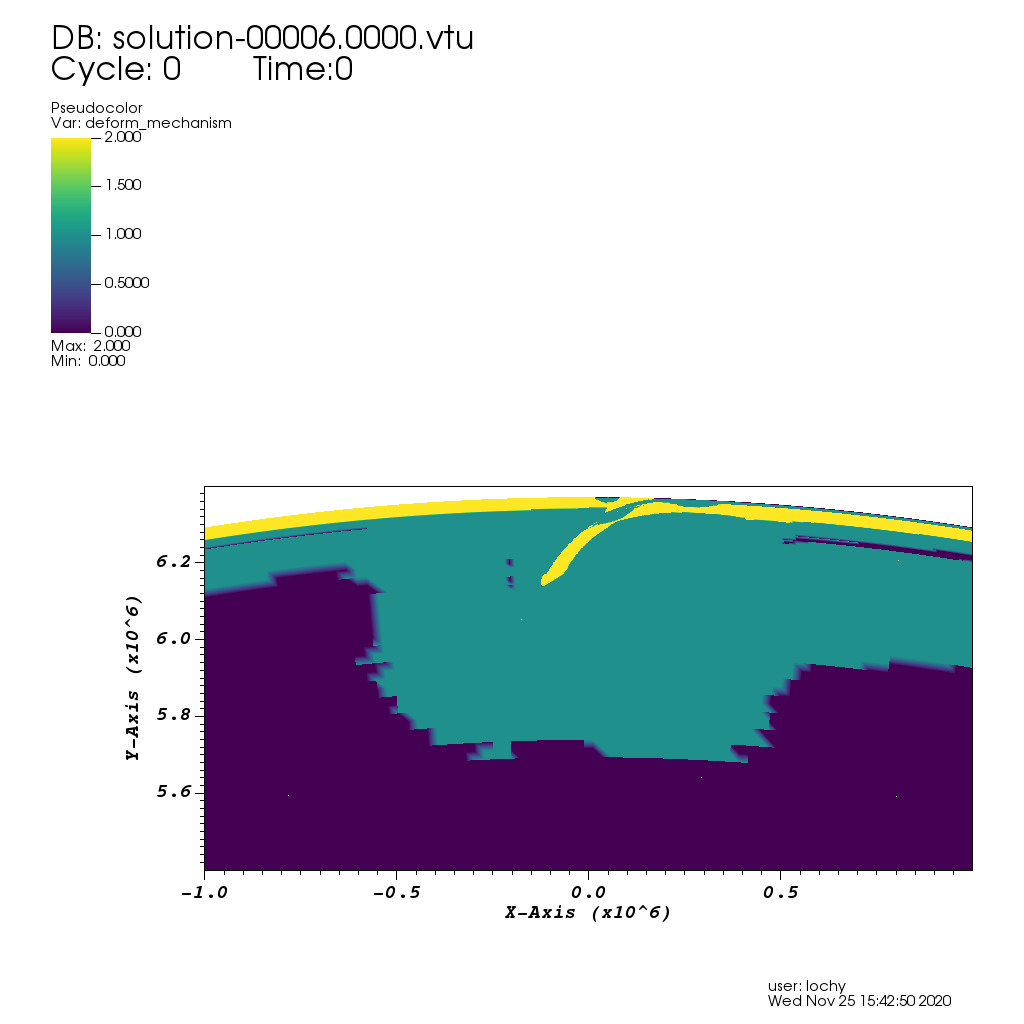 DB: solution-00006.0000.vtu
Cycle: 0 Time:0
Pseudocolor
Var: deform_mechanism
2.000
1.500
1.000
0.5000
0.000
Max: 2.000
Min: 0.000
6.2
6.0
5.8
5.6
Y-Axis (x10^6)
-1.0 -0.5 0.0 0.5
X-Axis (x10^6)
user: lochy
Wed Nov 25 15:42:50 2020